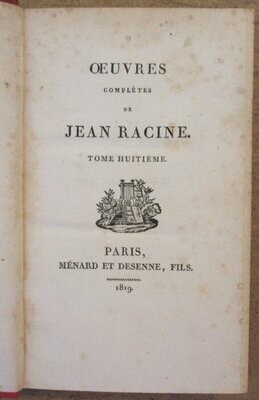 ŒUVRES
COMPLÈTES
DE
JEAN RACINE.
TOME HUITIÈME.
PARIS,
MÉNARD ET DESENNE, FILS.
1819.